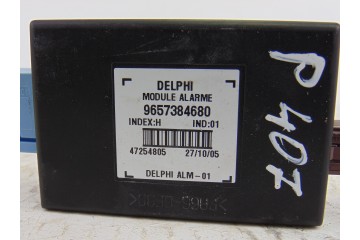 DELPHI
MODULE ALARME
9657384680
INDEX:H IND:01
47254805 27/10/05
DELPHI ALM-01
P 407